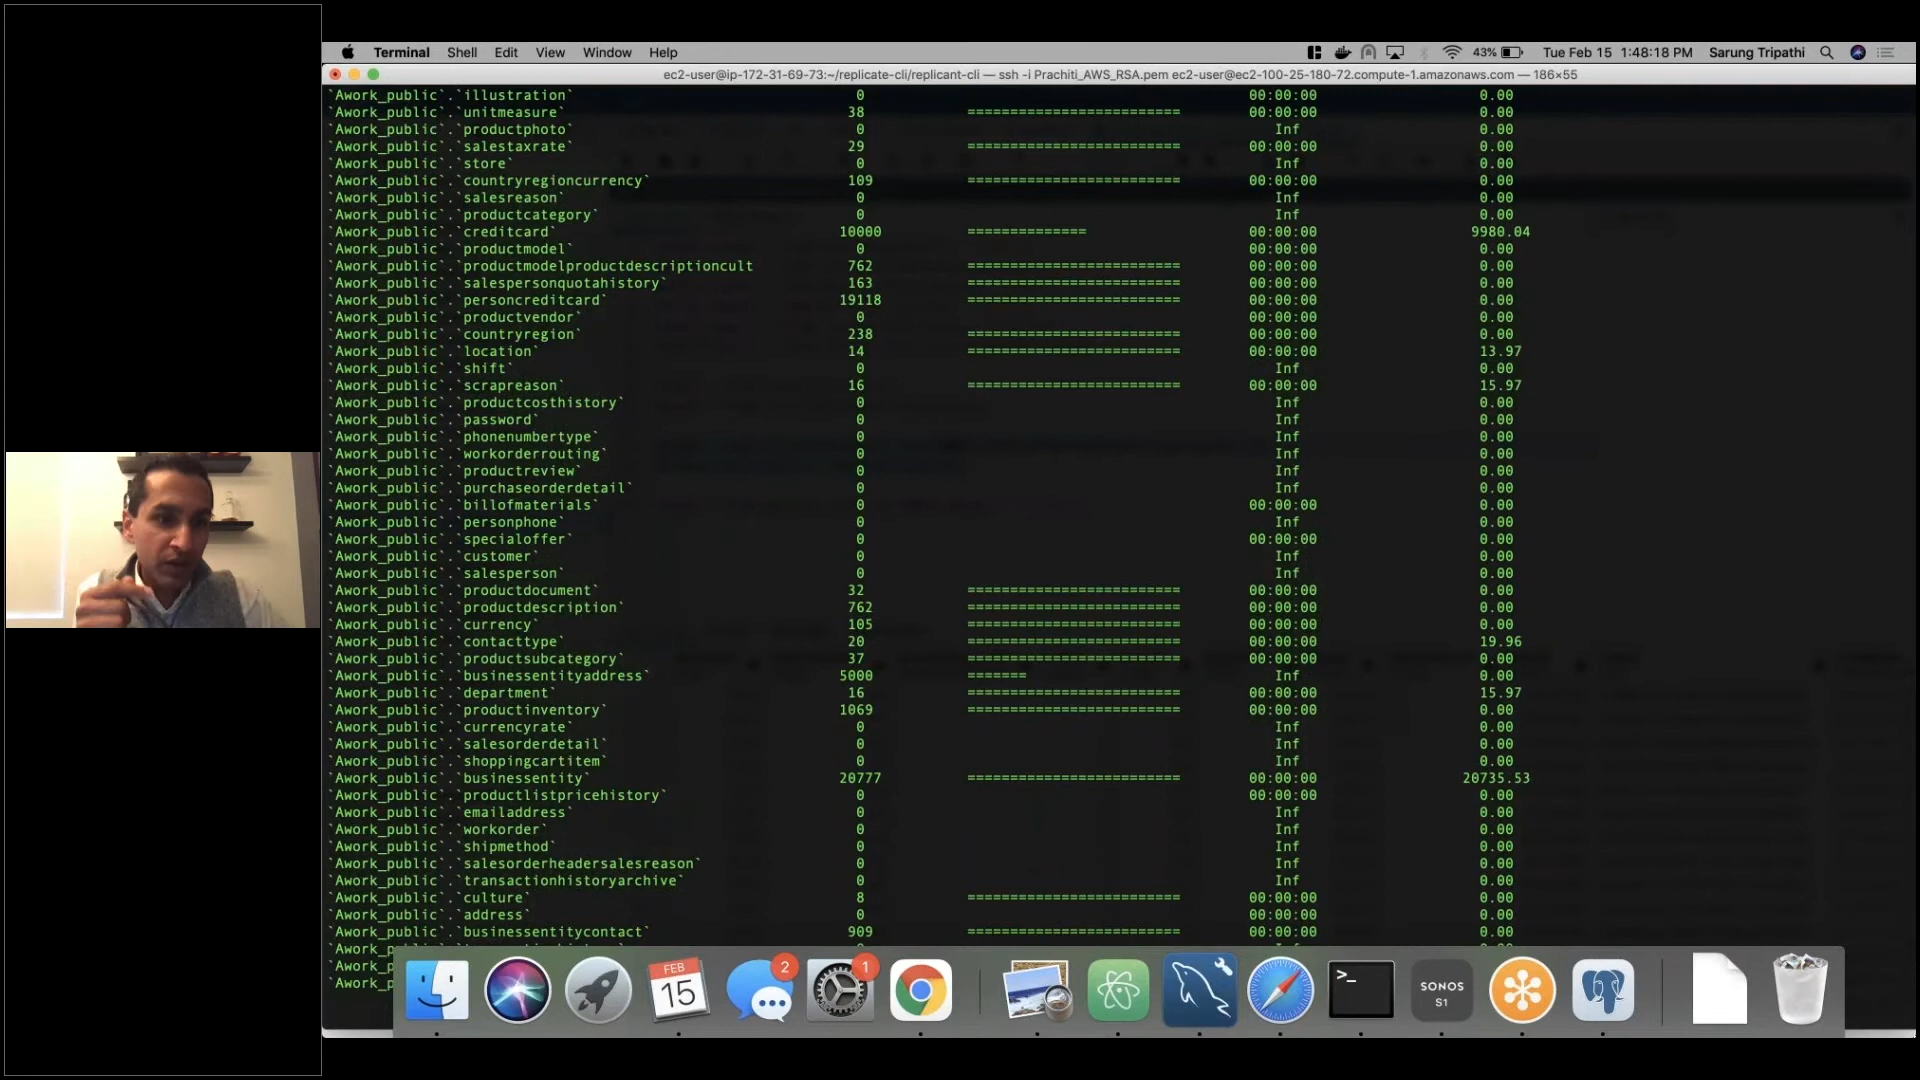 Terminal Shell Edit View Window Help 43% Tue Feb 15 1:48:18 PM Sarung Tripathi
ec2-user@ip-172-31-69-73:~/replicate-cli/replicant-cli — ssh -i Prachiti_AWS_RSA.pem ec2-user@ec2-100-25-180-72.compute-1.amazonaws.com — 186×55
`Awork_public`.`illustration` 0 00:00:00 0.00
`Awork_public`.`unitmeasure` 38 ========================= 00:00:00 0.00
`Awork_public`.`productphoto` 0 Inf 0.00
`Awork_public`.`salestaxrate` 29 ========================= 00:00:00 0.00
`Awork_public`.`store` 0 Inf 0.00
`Awork_public`.`countryregioncurrency` 109 ========================= 00:00:00 0.00
`Awork_public`.`salesreason` 0 Inf 0.00
`Awork_public`.`productcategory` 0 Inf 0.00
`Awork_public`.`creditcard` 10000 ============== 00:00:00 9980.04
`Awork_public`.`productmodel` 0 00:00:00 0.00
`Awork_public`.`productmodelproductdescriptioncult 762 ========================= 00:00:00 0.00
`Awork_public`.`salespersonquotahistory` 163 ========================= 00:00:00 0.00
`Awork_public`.`personcreditcard` 19118 ========================= 00:00:00 0.00
`Awork_public`.`productvendor` 0 00:00:00 0.00
`Awork_public`.`countryregion` 238 ========================= 00:00:00 0.00
`Awork_public`.`location` 14 ========================= 00:00:00 13.97
`Awork_public`.`shift` 0 Inf 0.00
`Awork_public`.`scrapreason` 16 ========================= 00:00:00 15.97
`Awork_public`.`productcosthistory` 0 Inf 0.00
`Awork_public`.`password` 0 Inf 0.00
`Awork_public`.`phonenumbertype` 0 Inf 0.00
`Awork_public`.`workorderrouting` 0 Inf 0.00
`Awork_public`.`productreview` 0 Inf 0.00
`Awork_public`.`purchaseorderdetail` 0 Inf 0.00
`Awork_public`.`billofmaterials` 0 00:00:00 0.00
`Awork_public`.`personphone` 0 Inf 0.00
`Awork_public`.`specialoffer` 0 00:00:00 0.00
`Awork_public`.`customer` 0 Inf 0.00
`Awork_public`.`salesperson` 0 Inf 0.00
`Awork_public`.`productdocument` 32 ========================= 00:00:00 0.00
`Awork_public`.`productdescription` 762 ========================= 00:00:00 0.00
`Awork_public`.`currency` 105 ========================= 00:00:00 0.00
`Awork_public`.`contacttype` 20 ========================= 00:00:00 19.96
`Awork_public`.`productsubcategory` 37 ========================= 00:00:00 0.00
`Awork_public`.`businessentityaddress` 5000 ======= Inf 0.00
`Awork_public`.`department` 16 ========================= 00:00:00 15.97
`Awork_public`.`productinventory` 1069 ========================= 00:00:00 0.00
`Awork_public`.`currencyrate` 0 Inf 0.00
`Awork_public`.`salesorderdetail` 0 Inf 0.00
`Awork_public`.`shoppingcartitem` 0 Inf 0.00
`Awork_public`.`businessentity` 20777 ========================= 00:00:00 20735.53
`Awork_public`.`productlistpricehistory` 0 00:00:00 0.00
`Awork_public`.`emailaddress` 0 Inf 0.00
`Awork_public`.`workorder` 0 Inf 0.00
`Awork_public`.`shipmethod` 0 Inf 0.00
`Awork_public`.`salesorderheadersalesreason` 0 Inf 0.00
`Awork_public`.`transactionhistoryarchive` 0 Inf 0.00
`Awork_public`.`culture` 8 ========================= 00:00:00 0.00
`Awork_public`.`address` 0 00:00:00 0.00
`Awork_public`.`businessentitycontact` 909 ========================= 00:00:00 0.00
`Awork_p
`Awork_p
FEB 2 1
15 SONOS
S1